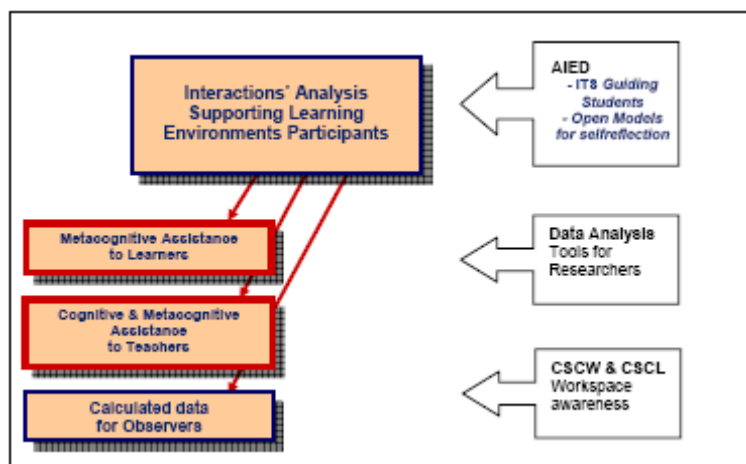 Interactions' Analysis
Supporting Learning
Environments Participants
Metacognitive Assistance
to Learners
Cognitive & Metacognitive
Assistance
to Teachers
Calculated data
for Observers
AIED
- ITS Guiding
Students
- Open Models
for selfreflection
Data Analysis
Tools for
Researchers
CSCW & CSCL
Workspace
awareness